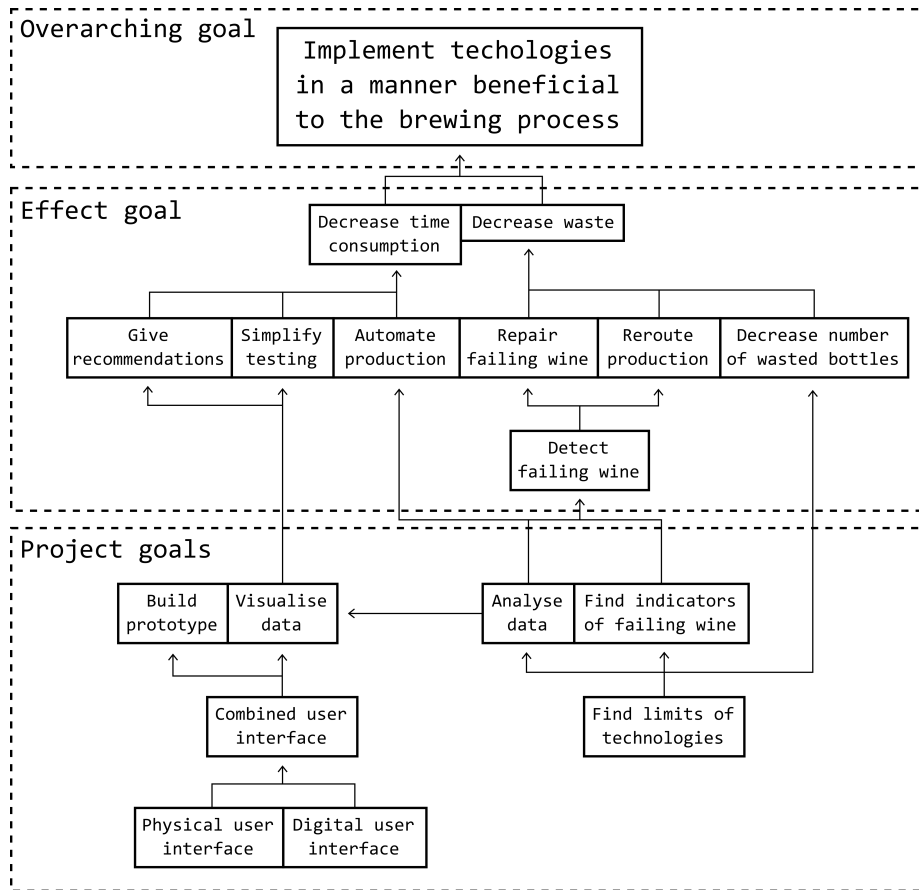 Overarching goal
Implement techologies
in a manner beneficial
to the brewing process
Effect goal
Decrease time
consumption
Decrease waste
Give
recommendations
Simplify
testing
Automate
production
Repair
failing wine
Reroute
production
Decrease number
of wasted bottles
Detect
failing wine
Project goals
Build
prototype
Visualise
data
Analyse
data
Find indicators
of failing wine
Combined user
interface
Find limits of
technologies
Physical user
interface
Digital user
interface